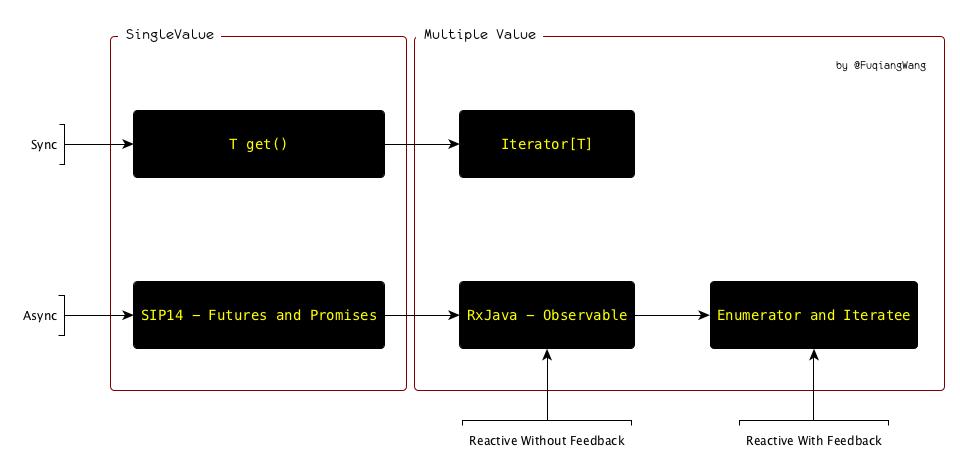 SingleValue
Multiple Value
by @FuqiangWang
Sync
T get()
Iterator[T]
Async
SIP14 - Futures and Promises
RxJava - Observable
Enumerator and Iteratee
Reactive Without Feedback
Reactive With Feedback